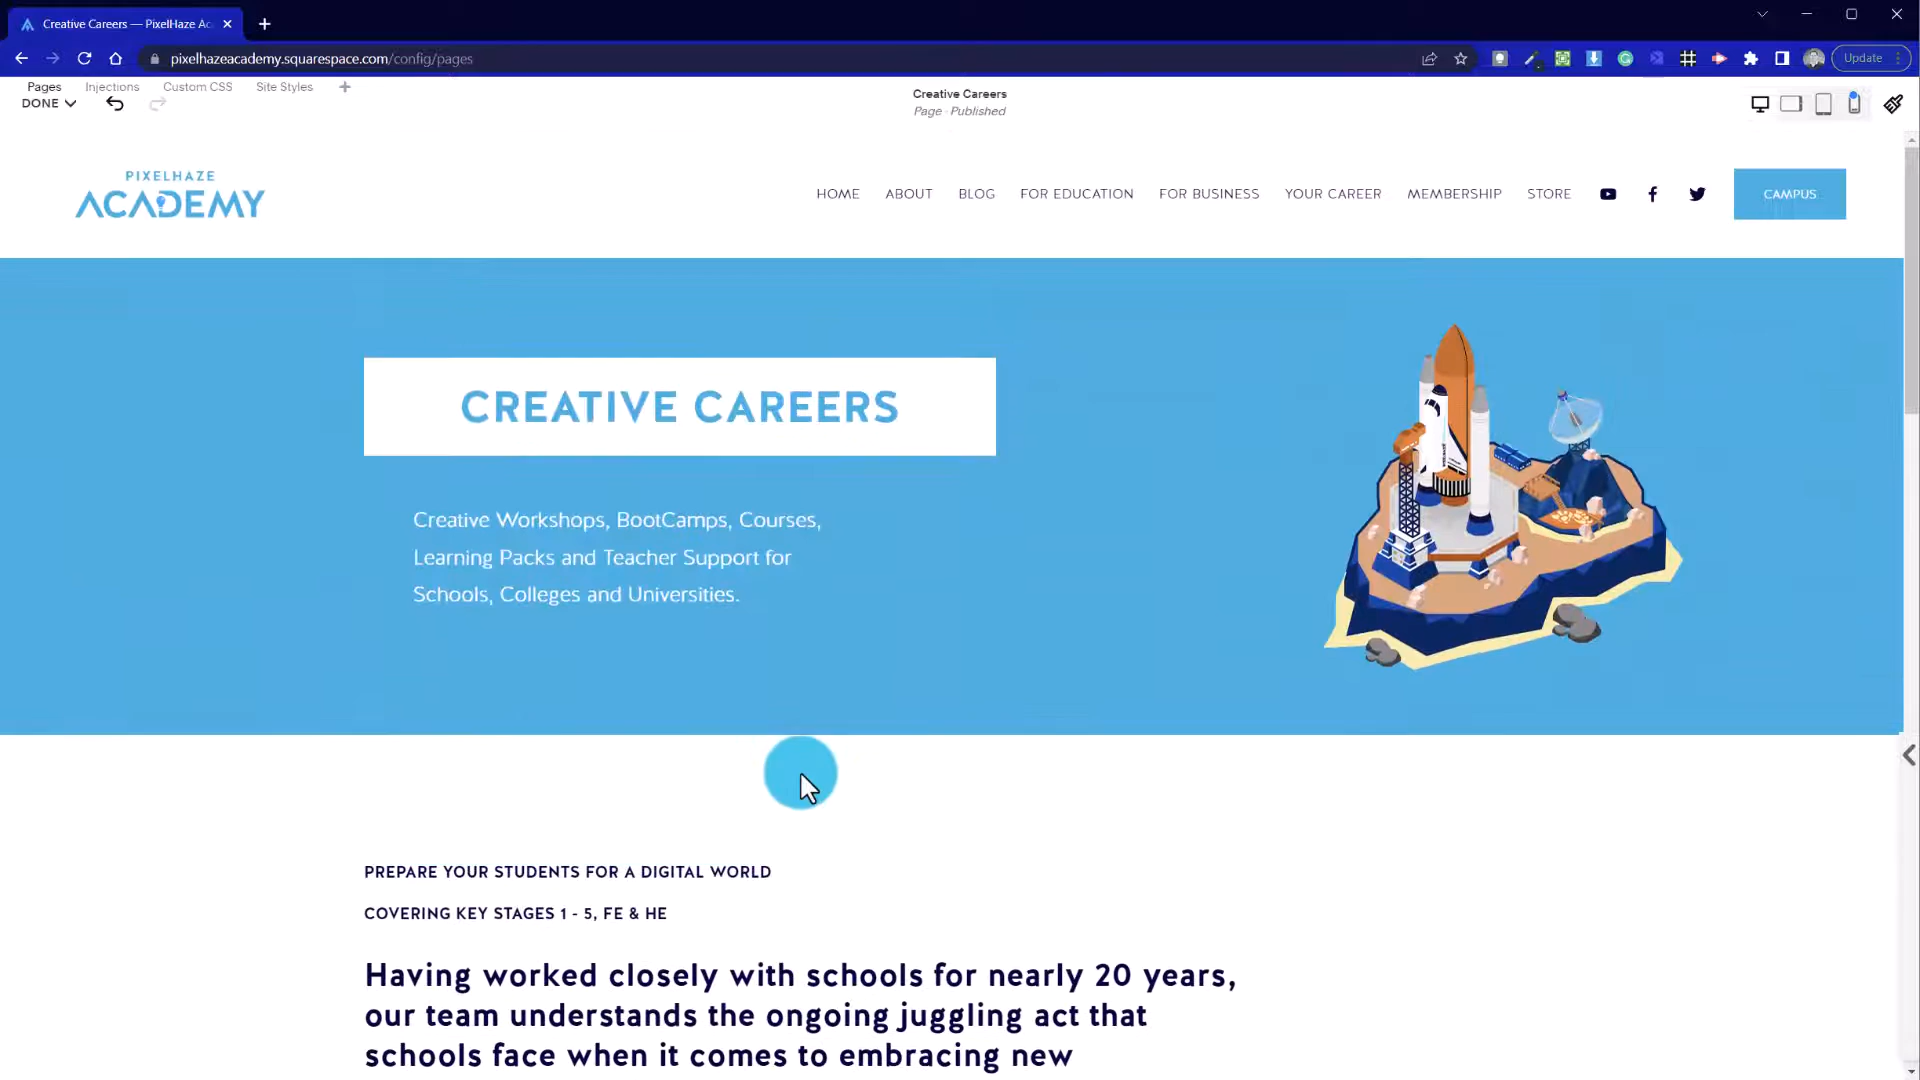 Creative Careers — PixelHaze Ac
pixelhazeacademy.squarespace.com/config/pages
Update
Pages Injections Custom CSS Site Styles
DONE
Creative Careers
Page · Published
PIXELHAZE
ACADEMY
HOME ABOUT BLOG FOR EDUCATION FOR BUSINESS YOUR CAREER MEMBERSHIP STORE CAMPUS
CREATIVE CAREERS
Creative Workshops, BootCamps, Courses,
Learning Packs and Teacher Support for
Schools, Colleges and Universities.
PREPARE YOUR STUDENTS FOR A DIGITAL WORLD
COVERING KEY STAGES 1 - 5, FE & HE
Having worked closely with schools for nearly 20 years,
our team understands the ongoing juggling act that
schools face when it comes to embracing new